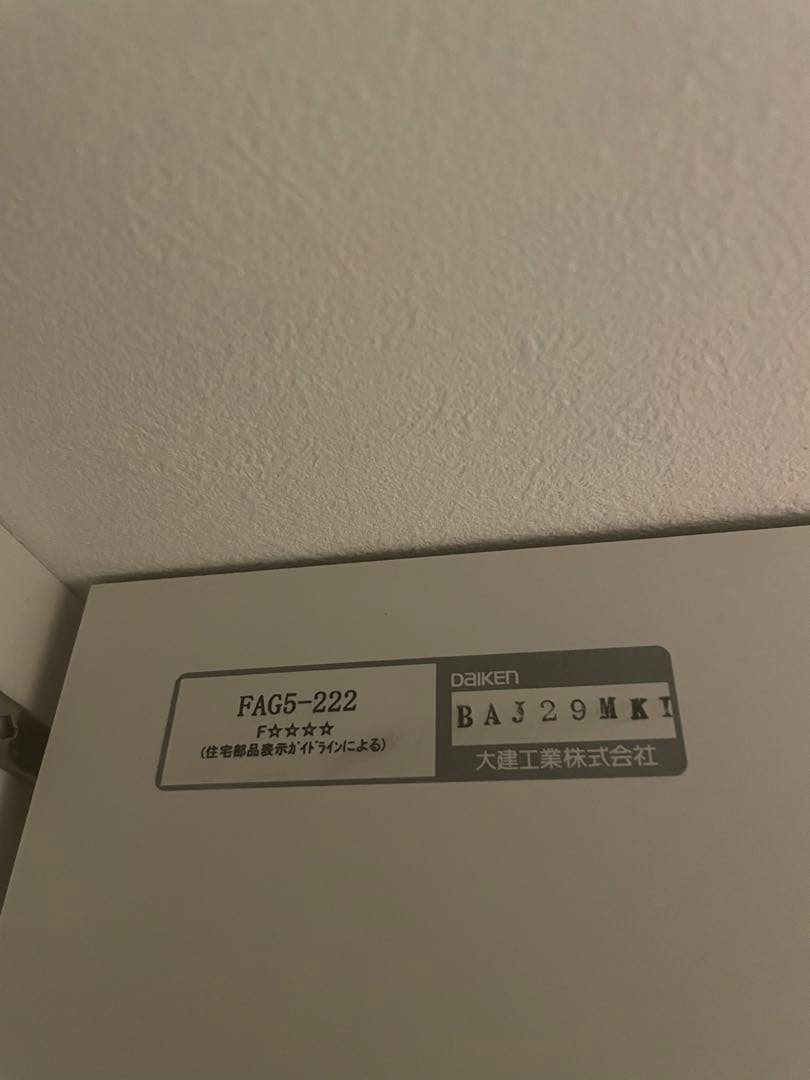 FAG5-222
F☆☆☆☆
(住宅部品表示ｶﾞｲﾄﾞﾗｲﾝによる)
DAIKEN
BAJ29MKI
大建工業株式会社